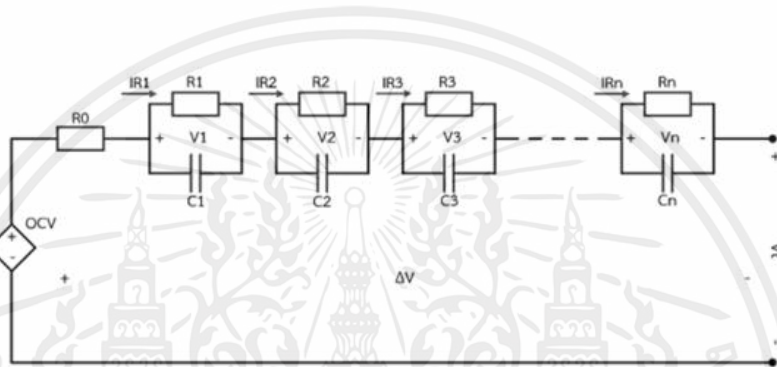 IR1 R1 IR2 R2 IR3 R3 IRn Rn
R0
+ V1 - + V2 - + V3 - + Vn -
+
C1 C2 C3 Cn
OCV
+
-
+ ΔV -
-